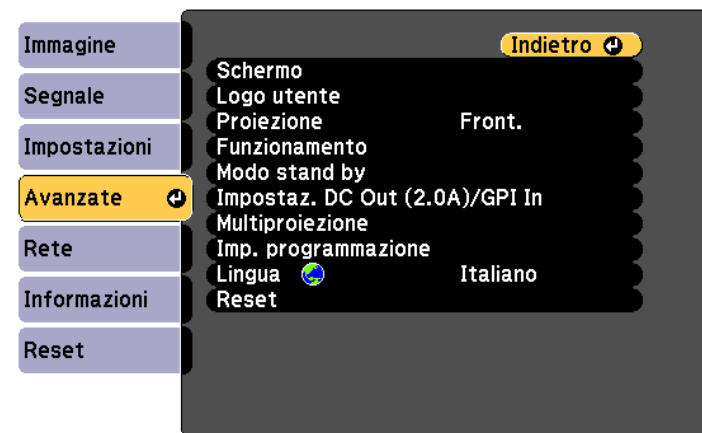 Immagine
Segnale
Impostazioni
Avanzate
Rete
Informazioni
Reset
Indietro
Schermo
Logo utente
Proiezione Front.
Funzionamento
Modo stand by
Impostaz. DC Out (2.0A)/GPI In
Multiproiezione
Imp. programmazione
Lingua Italiano
Reset